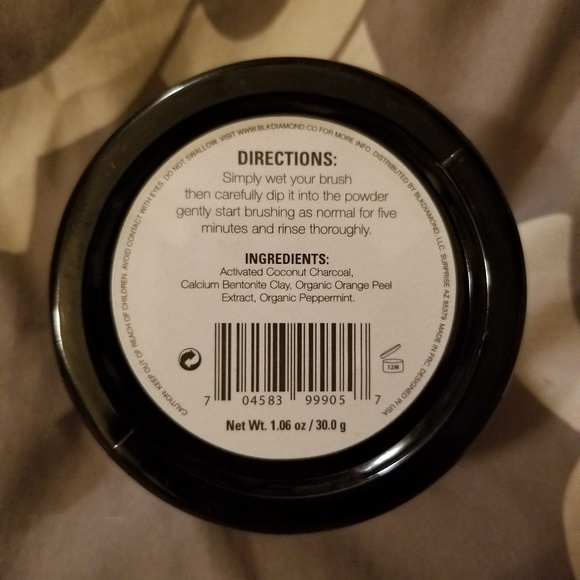 CAUTION KEEP OUT OF REACH OF CHILDREN. AVOID CONTACT WITH EYES. DO NOT SWALLOW. VISIT WWW.BLKDIAMOND.CO FOR MORE INFO. DISTRIBUTED BY BLKDIAMOND, LLC. SURPRISE AZ 85379. MADE IN PRC. DESIGNED IN USA.
DIRECTIONS:
Simply wet your brush
then carefully dip it into the powder
gently start brushing as normal for five
minutes and rinse thoroughly.
INGREDIENTS:
Activated Coconut Charcoal,
Calcium Bentonite Clay, Organic Orange Peel
Extract, Organic Peppermint.
12M
7 04583 99905 7
Net Wt. 1.06 oz / 30.0 g